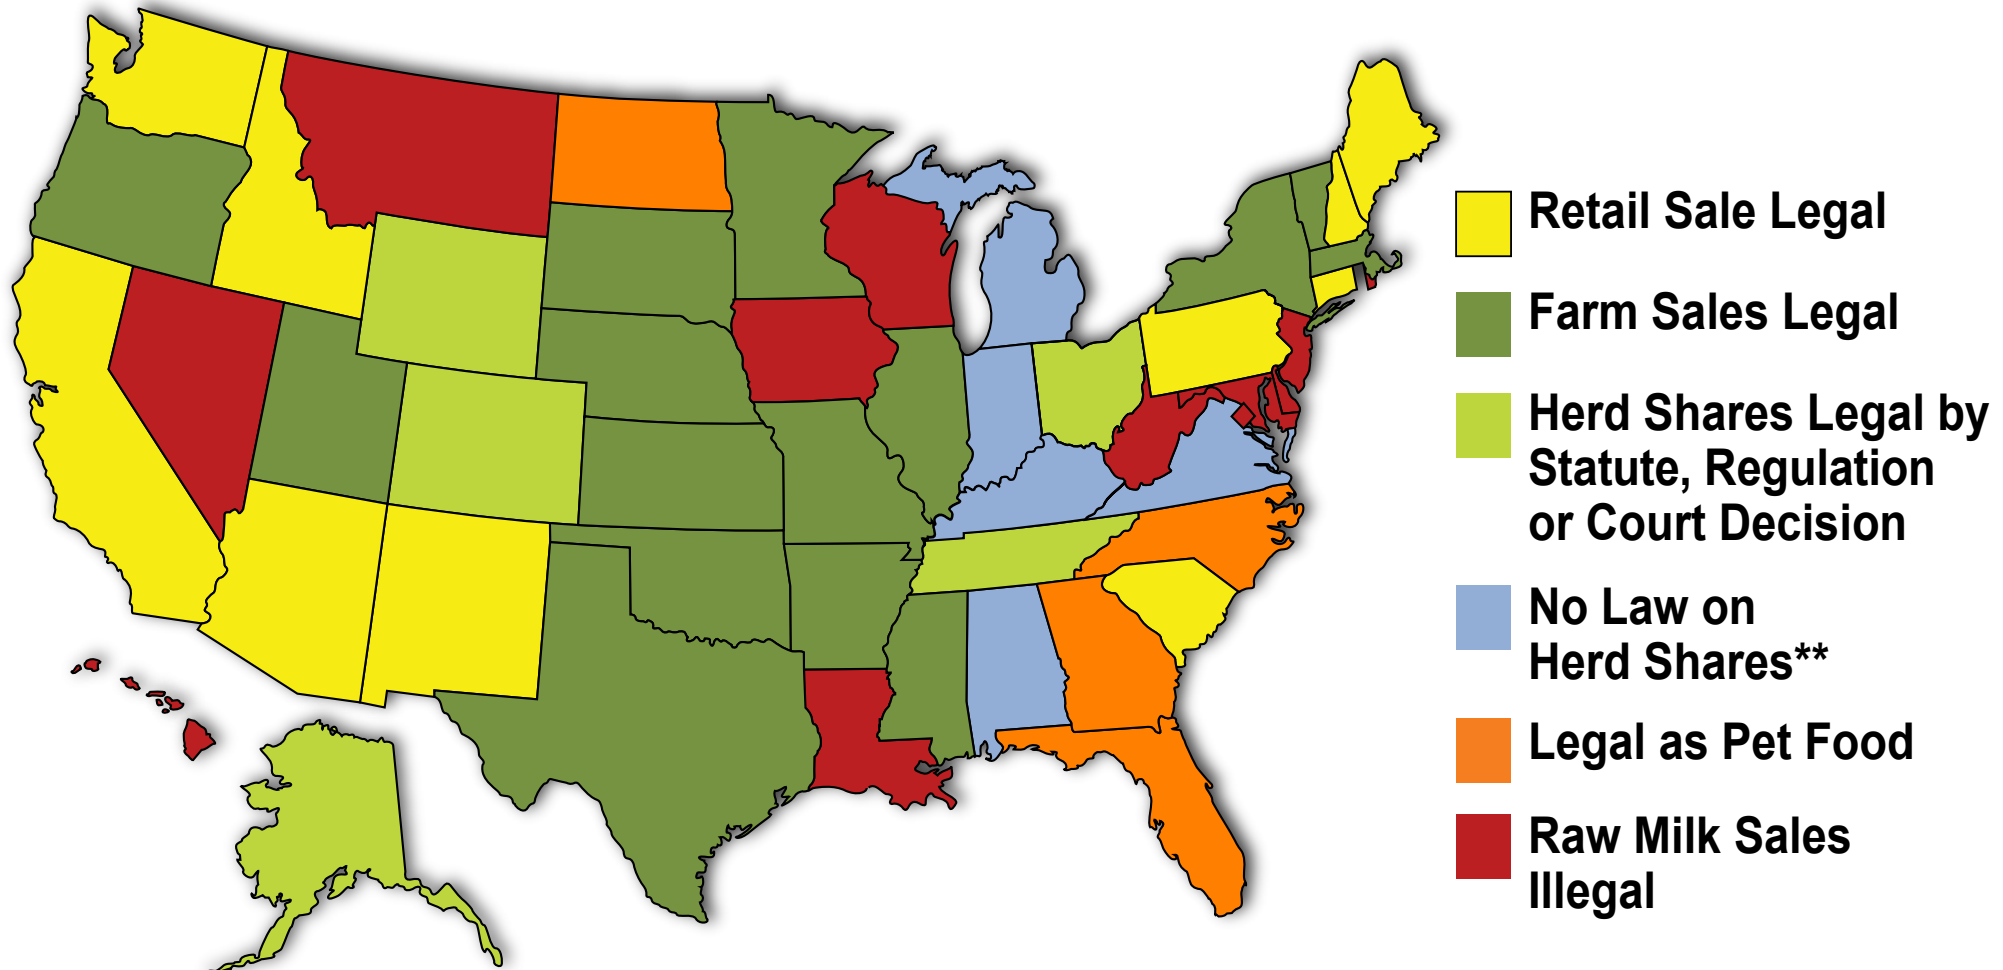 Retail Sale Legal
Farm Sales Legal
Herd Shares Legal by
Statute, Regulation
or Court Decision
No Law on
Herd Shares**
Legal as Pet Food
Raw Milk Sales
Illegal